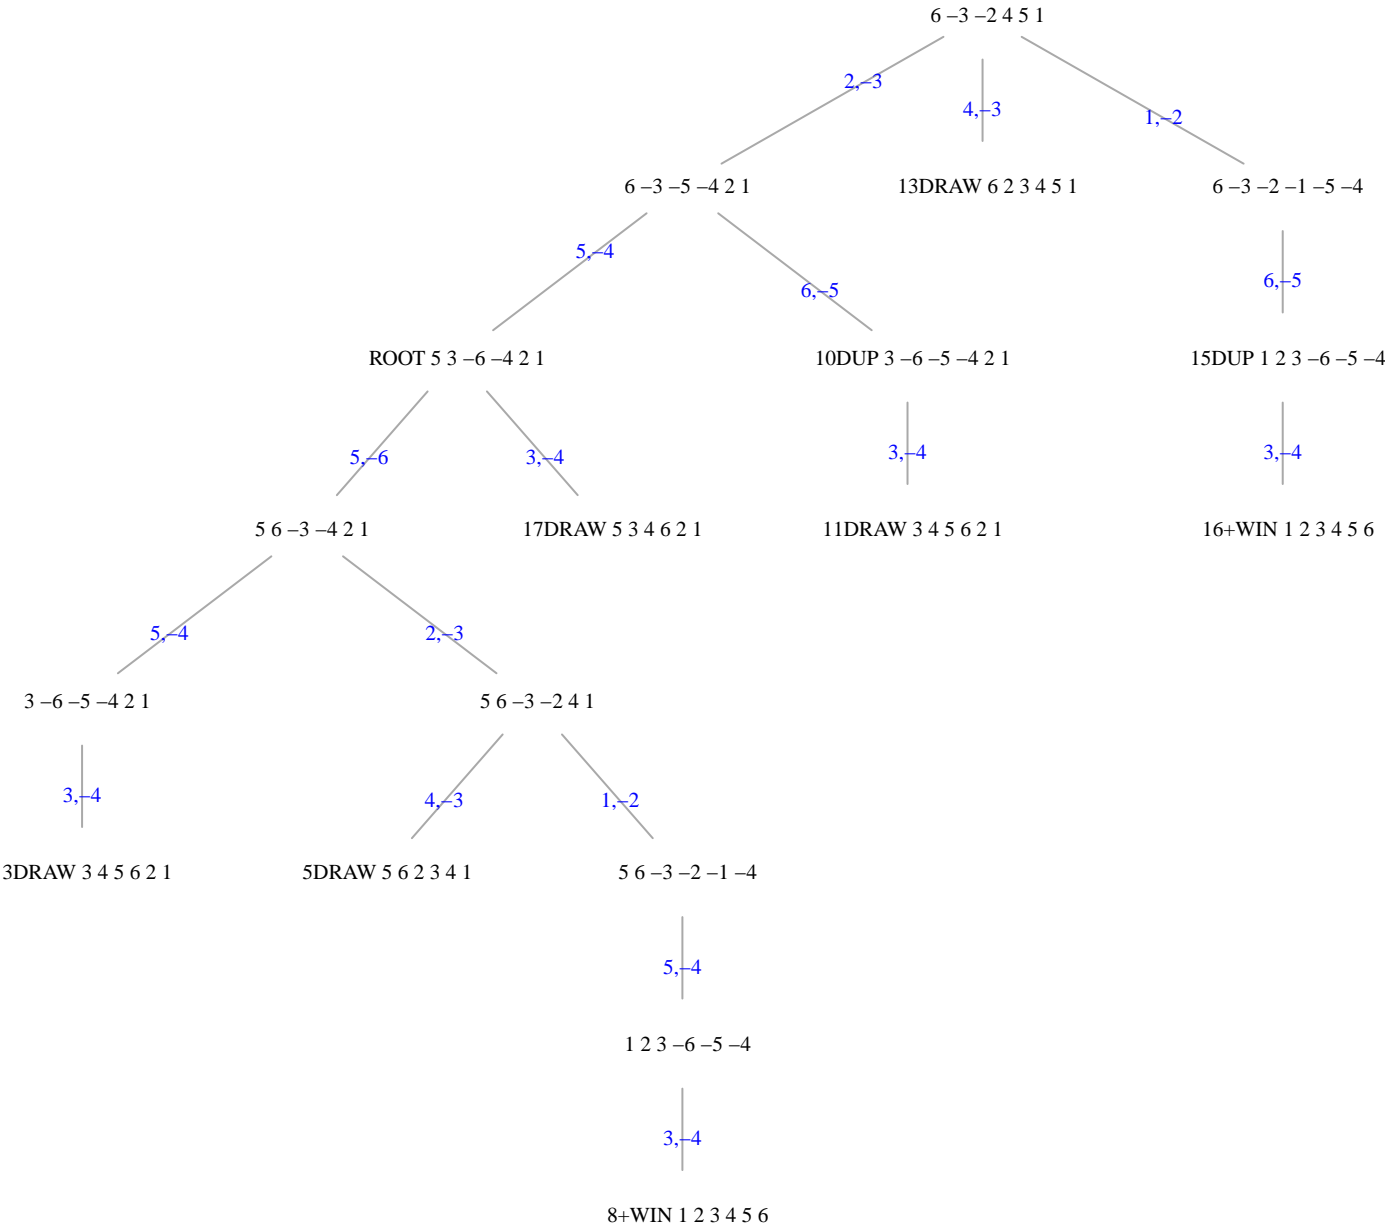 6 –3 –2 4 5 1
2,–3
4,–3
1,–2
6 –3 –5 –4 2 1
13DRAW 6 2 3 4 5 1
6 –3 –2 –1 –5 –4
5,–4
6,–5
6,–5
ROOT 5 3 –6 –4 2 1
10DUP 3 –6 –5 –4 2 1
15DUP 1 2 3 –6 –5 –4
5,–6
3,–4
3,–4
3,–4
5 6 –3 –4 2 1
17DRAW 5 3 4 6 2 1
11DRAW 3 4 5 6 2 1
16+WIN 1 2 3 4 5 6
5,–4
2,–3
3 –6 –5 –4 2 1
5 6 –3 –2 4 1
3,–4
4,–3
1,–2
3DRAW 3 4 5 6 2 1
5DRAW 5 6 2 3 4 1
5 6 –3 –2 –1 –4
5,–4
1 2 3 –6 –5 –4
3,–4
8+WIN 1 2 3 4 5 6